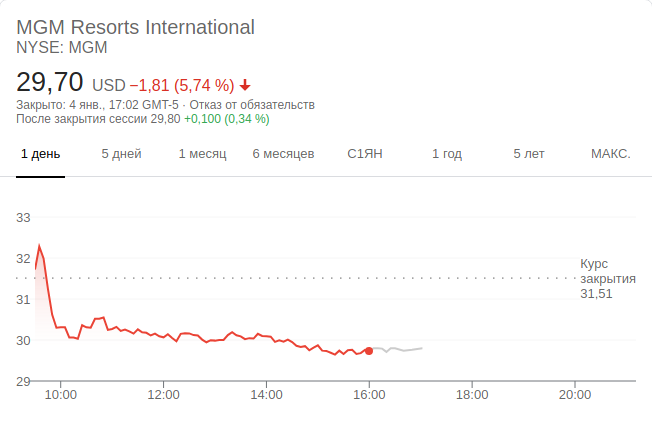 MGM Resorts International
NYSE: MGM
29,70 USD −1,81 (5,74 %)
Закрыто: 4 янв., 17:02 GMT-5 · Отказ от обязательств
После закрытия сессии 29,80 +0,100 (0,34 %)
1 день 5 дней 1 месяц 6 месяцев С1ЯН 1 год 5 лет МАКС.
33
32
31
30
29
Курс
закрытия
31,51
10:00 12:00 14:00 16:00 18:00 20:00